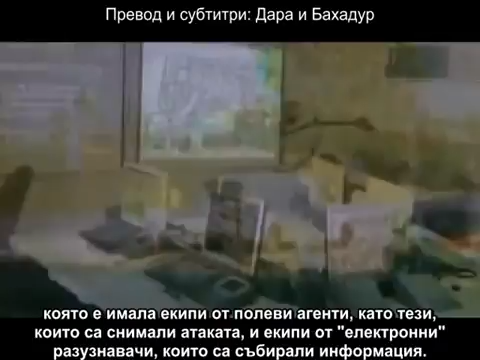 Превод и субтитри: Дара и Бахадур
която е имала екипи от полеви агенти, като тези,
които са снимали атаката, и екипи от "електронни"
разузнавачи, които са събирали информация.